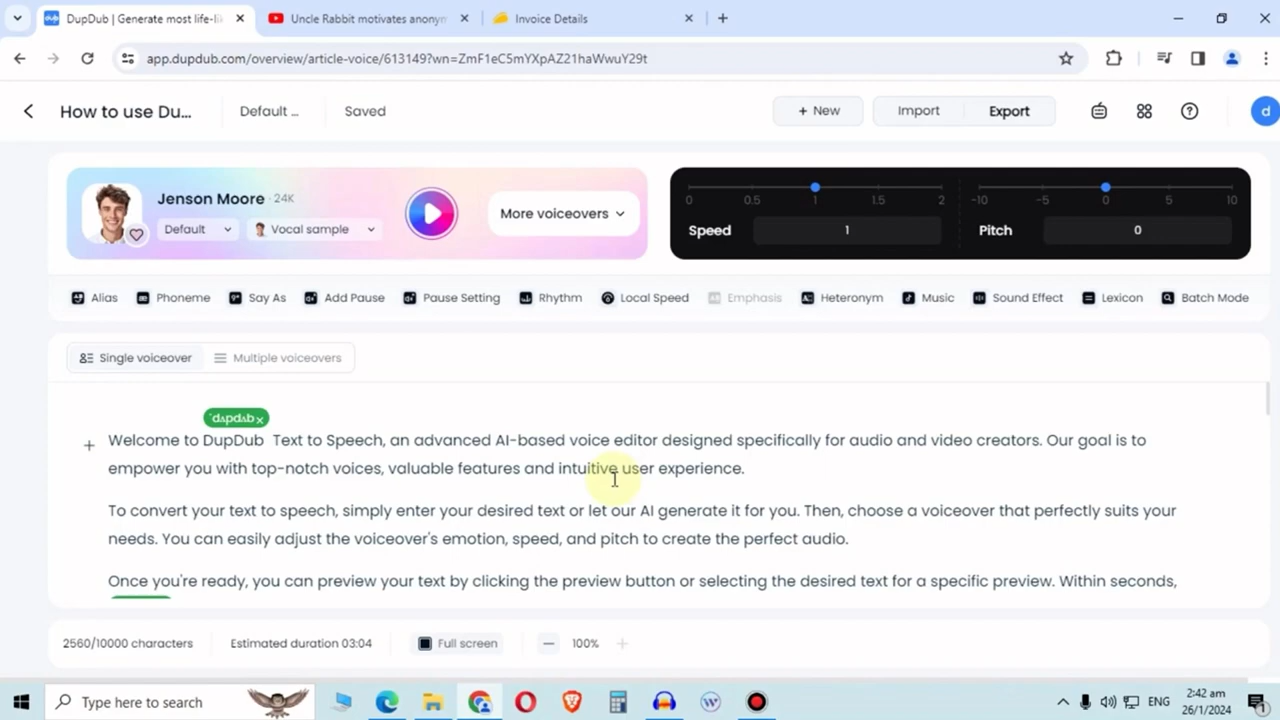 DupDub | Generate most life-li
Uncle Rabbit motivates anonym
Invoice Details
app.dupdub.com/overview/article-voice/613149?wn=ZmF1eC5mYXpAZ21haWwuY29t
How to use Du... Default ... Saved + New Import Export d
Jenson Moore · 24K
Default Vocal sample
More voiceovers
0 0.5 1 1.5 2
Speed 1
-10 -5 0 5 10
Pitch 0
Alias Phoneme Say As Add Pause Pause Setting Rhythm Local Speed Emphasis Heteronym Music Sound Effect Lexicon Batch Mode
Single voiceover Multiple voiceovers
ˈdʌpdʌb x
Welcome to DupDub Text to Speech, an advanced AI-based voice editor designed specifically for audio and video creators. Our goal is to
empower you with top-notch voices, valuable features and intuitive user experience.
To convert your text to speech, simply enter your desired text or let our AI generate it for you. Then, choose a voiceover that perfectly suits your
needs. You can easily adjust the voiceover's emotion, speed, and pitch to create the perfect audio.
Once you're ready, you can preview your text by clicking the preview button or selecting the desired text for a specific preview. Within seconds,
2560/10000 characters Estimated duration 03:04 Full screen 100%
Type here to search
ENG
2:42 am
26/1/2024
1